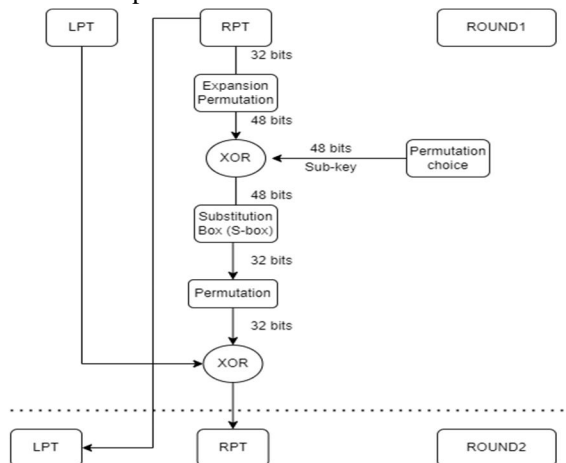 LPT
RPT
ROUND1
32 bits
Expansion
Permutation
48 bits
XOR
48 bits
Sub-key
Permutation
choice
48 bits
Substitution
Box (S-box)
32 bits
Permutation
32 bits
XOR
LPT
RPT
ROUND2